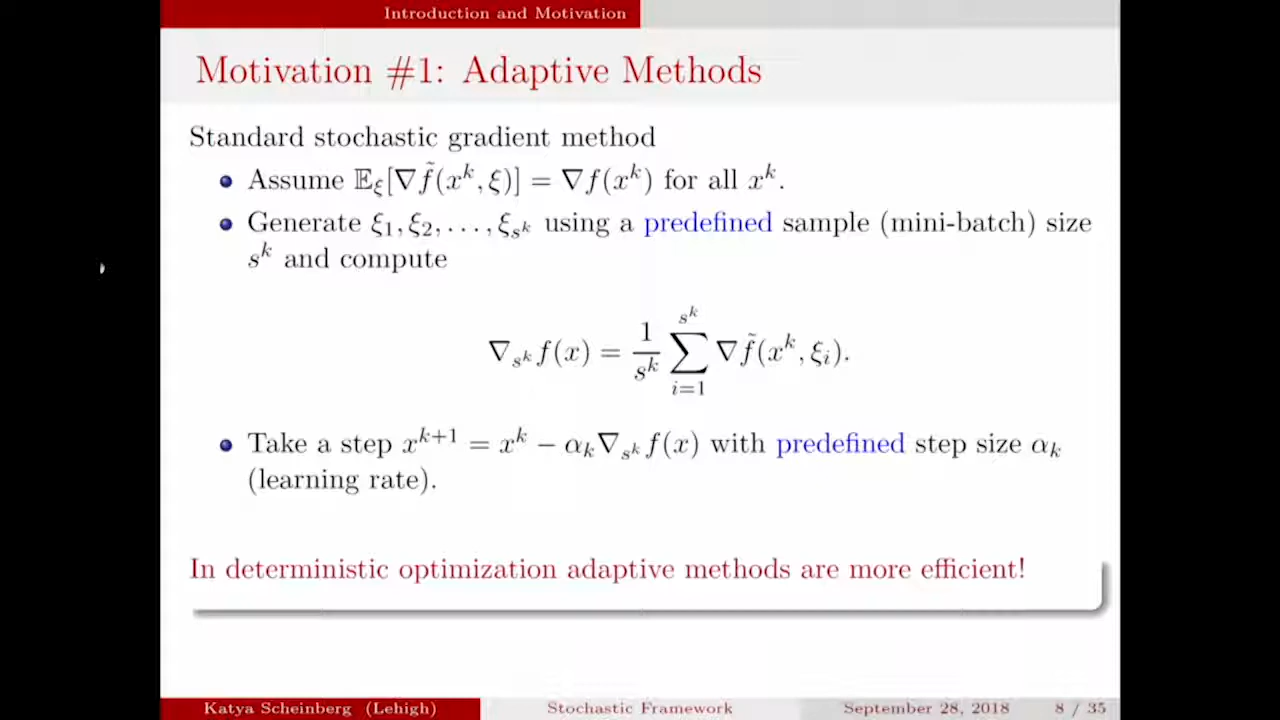 Introduction and Motivation
Motivation #1: Adaptive Methods
Standard stochastic gradient method
Assume 𝔼_ξ[∇f̃(x^k, ξ)] = ∇f(x^k) for all x^k.
Generate ξ_1, ξ_2, . . . , ξ_{s^k} using a predefined sample (mini-batch) size
s^k and compute
∇_{s^k} f(x) = \frac{1}{s^k} \sum_{i=1}^{s^k} ∇f̃(x^k, ξ_i).
Take a step x^{k+1} = x^k − α_k ∇_{s^k} f(x) with predefined step size α_k
(learning rate).
In deterministic optimization adaptive methods are more efficient!
Katya Scheinberg (Lehigh) Stochastic Framework September 28, 2018 8 / 35